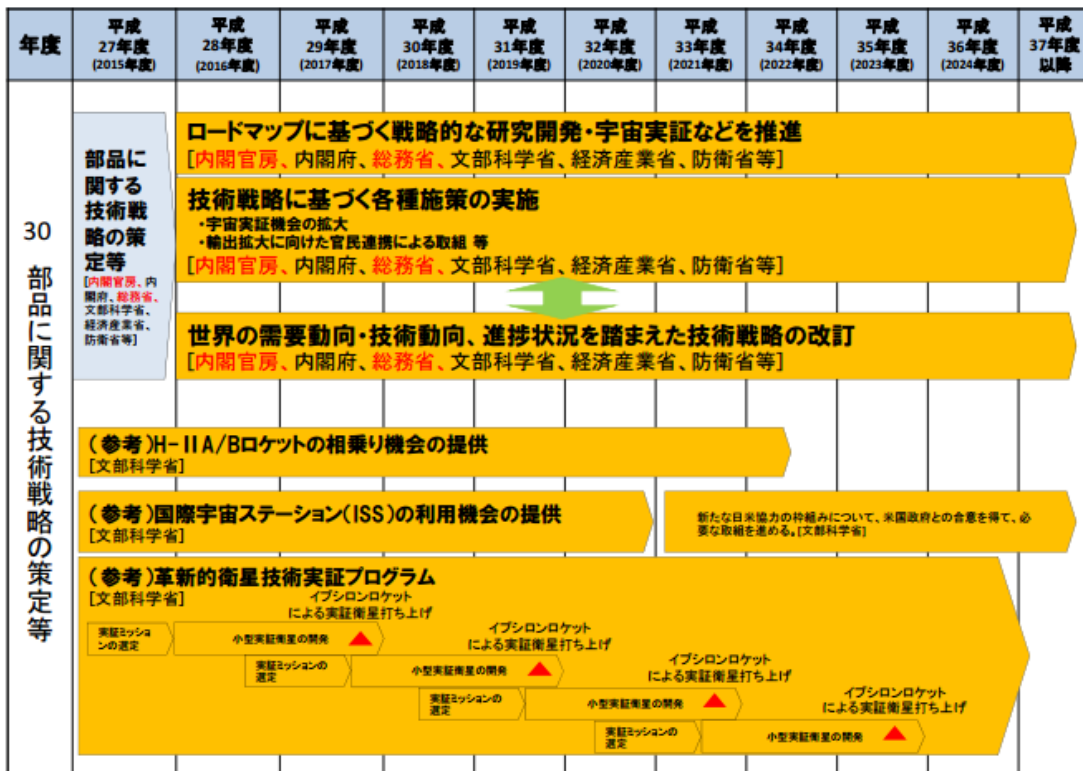 年度
平成
27年度
(2015年度)
平成
28年度
(2016年度)
平成
29年度
(2017年度)
平成
30年度
(2018年度)
平成
31年度
(2019年度)
平成
32年度
(2020年度)
平成
33年度
(2021年度)
平成
34年度
(2022年度)
平成
35年度
(2023年度)
平成
36年度
(2024年度)
平成
37年度
以降
30 部品に関する技術戦略の策定等
部品に
関する
技術戦
略の策
定等
[内閣官房、内
閣府、総務省、
文部科学省、
経済産業省、
防衛省等]
ロードマップに基づく戦略的な研究開発・宇宙実証などを推進
[内閣官房、内閣府、総務省、文部科学省、経済産業省、防衛省等]
技術戦略に基づく各種施策の実施
・宇宙実証機会の拡大
・輸出拡大に向けた官民連携による取組 等
[内閣官房、内閣府、総務省、文部科学省、経済産業省、防衛省等]
世界の需要動向・技術動向、進捗状況を踏まえた技術戦略の改訂
[内閣官房、内閣府、総務省、文部科学省、経済産業省、防衛省等]
(参考)H-IIA/Bロケットの相乗り機会の提供
[文部科学省]
(参考)国際宇宙ステーション(ISS)の利用機会の提供
[文部科学省]
新たな日米協力の枠組みについて、米国政府との合意を得て、必
要な取組を進める。[文部科学省]
(参考)革新的衛星技術実証プログラム
[文部科学省]
イプシロンロケット
による実証衛星打ち上げ
実証ミッショ
ンの選定
小型実証衛星の開発
イプシロンロケット
による実証衛星打ち上げ
実証ミッションの
選定
小型実証衛星の開発
イプシロンロケット
による実証衛星打ち上げ
実証ミッションの
選定
小型実証衛星の開発
イプシロンロケット
による実証衛星打ち上げ
実証ミッションの
選定
小型実証衛星の開発